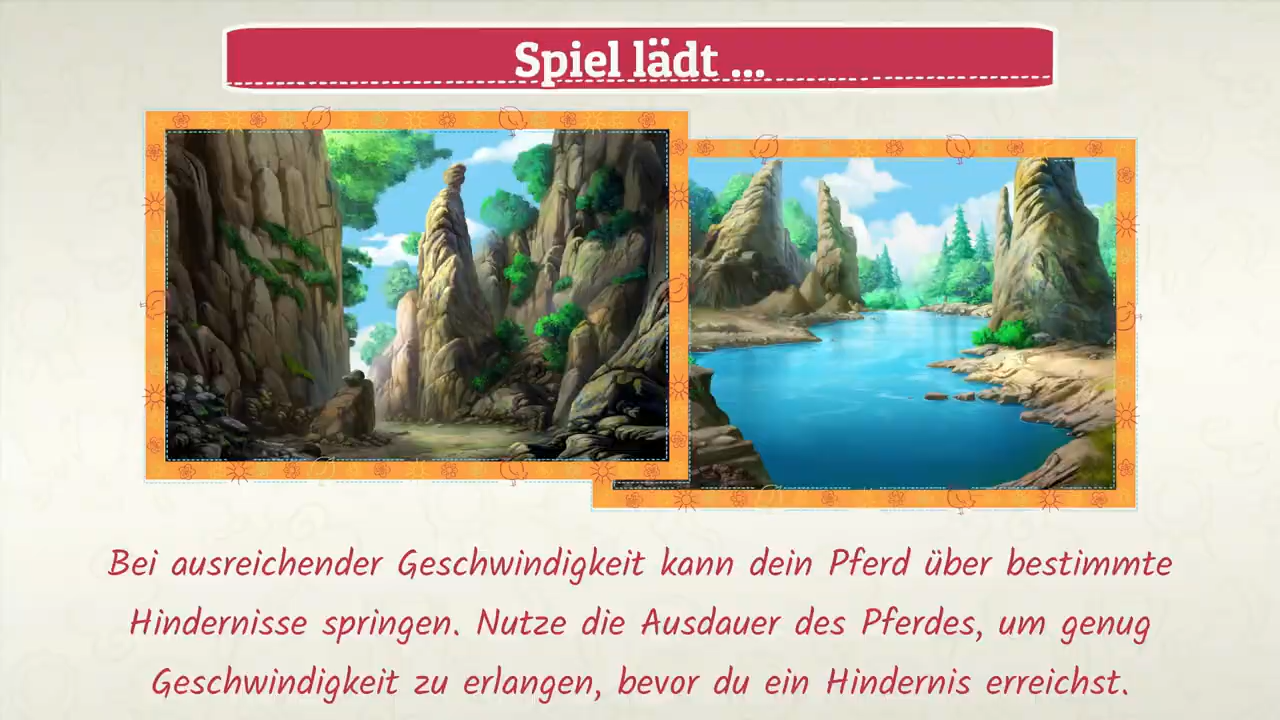 Spiel lädt ...
Bei ausreichender Geschwindigkeit kann dein Pferd über bestimmte
Hindernisse springen. Nutze die Ausdauer des Pferdes, um genug
Geschwindigkeit zu erlangen, bevor du ein Hindernis erreichst.